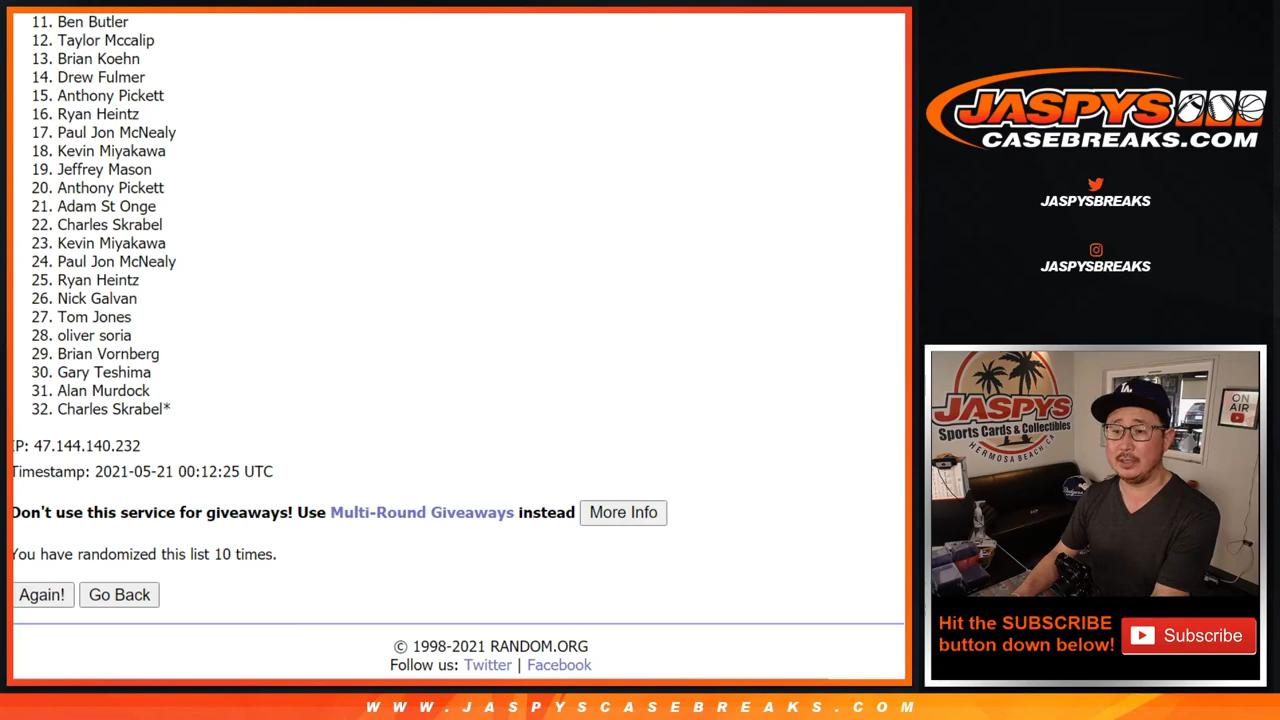 11. Ben Butler
12. Taylor Mccalip
13. Brian Koehn
14. Drew Fulmer
15. Anthony Pickett
16. Ryan Heintz
17. Paul Jon McNealy
18. Kevin Miyakawa
19. Jeffrey Mason
20. Anthony Pickett
21. Adam St Onge
22. Charles Skrabel
23. Kevin Miyakawa
24. Paul Jon McNealy
25. Ryan Heintz
26. Nick Galvan
27. Tom Jones
28. oliver soria
29. Brian Vornberg
30. Gary Teshima
31. Alan Murdock
32. Charles Skrabel*
IP: 47.144.140.232
Timestamp: 2021-05-21 00:12:25 UTC
Don't use this service for giveaways! Use Multi-Round Giveaways instead More Info
You have randomized this list 10 times.
Again! Go Back
© 1998-2021 RANDOM.ORG
Follow us: Twitter | Facebook
JASPYS
CASEBREAKS.COM
JASPYSBREAKS
JASPYSBREAKS
JASPYS
Sports Cards & Collectibles
HERMOSA BEACH, CA
ON
AIR
Dodgers
LA
Hit the SUBSCRIBE
button down below!
Subscribe
WWW.JASPYSCASEBREAKS.COM